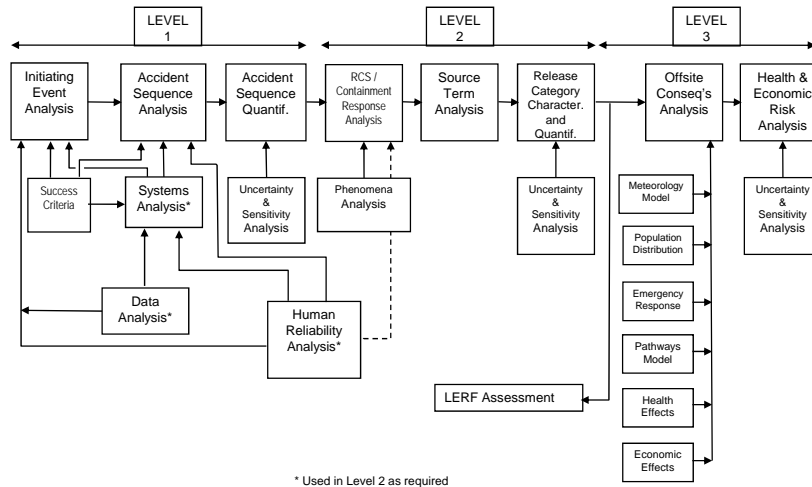 LEVEL
1
LEVEL
2
LEVEL
3
Initiating
Event
Analysis
Accident
Sequence
Analysis
Accident
Sequence
Quantif.
RCS /
Containment
Response
Analysis
Source
Term
Analysis
Release
Category
Character.
and
Quantif.
Offsite
Conseq's
Analysis
Health &
Economic
Risk
Analysis
Success
Criteria
Systems
Analysis*
Uncertainty
&
Sensitivity
Analysis
Phenomena
Analysis
Uncertainty
&
Sensitivity
Analysis
Meteorology
Model
Uncertainty
&
Sensitivity
Analysis
Population
Distribution
Data
Analysis*
Human
Reliability
Analysis*
Emergency
Response
Pathways
Model
LERF Assessment
Health
Effects
Economic
Effects
* Used in Level 2 as required